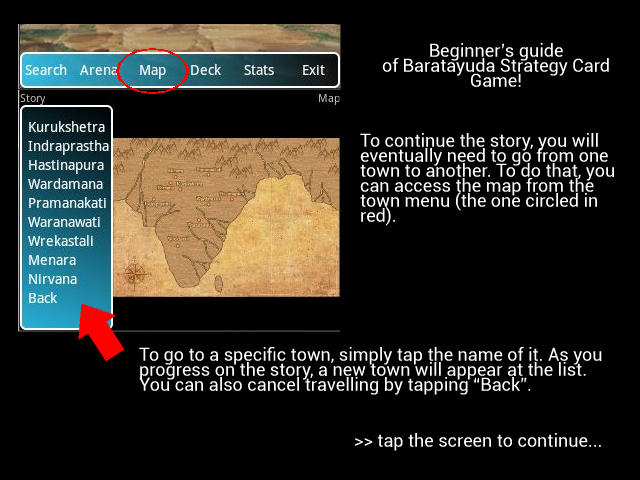 Search Arena Map Deck Stats Exit
Story Map
Kurukshetra
Indraprastha
Hastinapura
Wardamana
Pramanakati
Waranawati
Wrekastali
Menara
Nirvana
Back
Beginner's guide
of Baratayuda Strategy Card
Game!
To continue the story, you will
eventually need to go from one
town to another. To do that, you
can access the map from the
town menu (the one circled in
red).
To go to a specific town, simply tap the name of it. As you
progress on the story, a new town will appear at the list.
You can also cancel travelling by tapping “Back”.
>> tap the screen to continue...